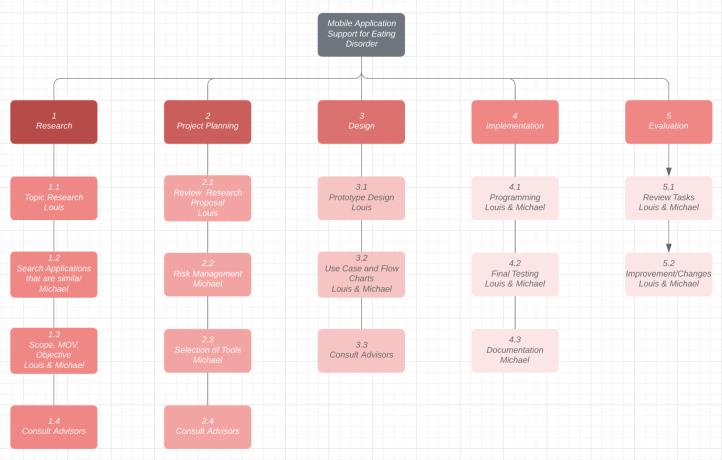 Mobile Application
Support for Eating
Disorder
1
Research
2
Project Planning
3
Design
4
Implementation
5
Evaluation
1.1
Topic Research
Louis
2.1
Review  Research
Proposal
Louis
3.1
Prototype Design
Louis
4.1
Programming
Louis & Michael
5.1
Review Tasks
Louis & Michael
1.2
Search Applications
that are similar
Michael
2.2
Risk Management
Michael
3.2
Use Case and Flow
Charts
Louis & Michael
4.2
Final Testing
Louis & Michael
5.2
Improvement/Changes
Louis & Michael
1.3
Scope, MOV,
Objective
Louis & Michael
2.3
Selection of Tools
Michael
3.3
Consult Advisors
4.3
Documentation
Michael
1.4
Consult Advisors
2.4
Consult Advisors